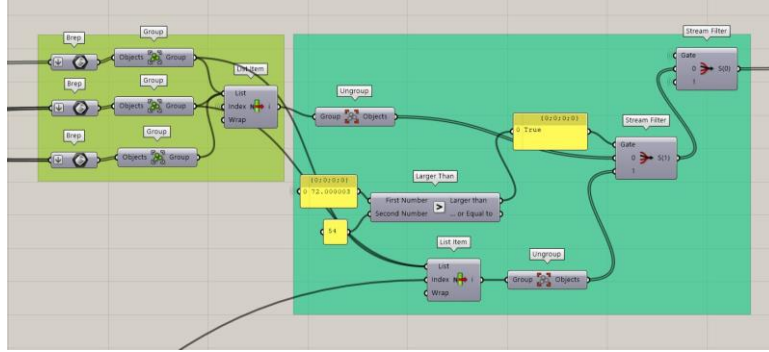 Brep
Group
Objects Group
Brep
Group
Objects Group
Brep
Group
Objects Group
List Item
List
Index i
Wrap
Ungroup
Group Objects
{0;0;0;0}
0 72.000003
54
Larger Than
First Number Larger than
Second Number ... or Equal to
{0;0;0;0}
0 True
List Item
List
Index i
Wrap
Ungroup
Group Objects
Stream Filter
Gate
0 S(1)
1
Stream Filter
Gate
0 S(0)
1